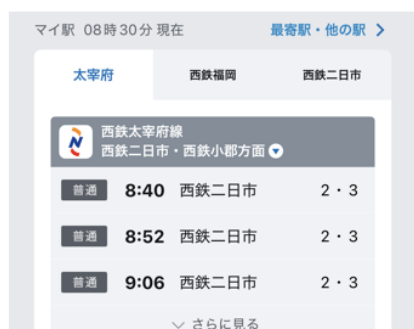 マイ駅 08時30分 現在 最寄駅・他の駅
太宰府 西鉄福岡 西鉄二日市
西鉄太宰府線
西鉄二日市・西鉄小郡方面
普通 8:40 西鉄二日市 2・3
普通 8:52 西鉄二日市 2・3
普通 9:06 西鉄二日市 2・3
さらに見る